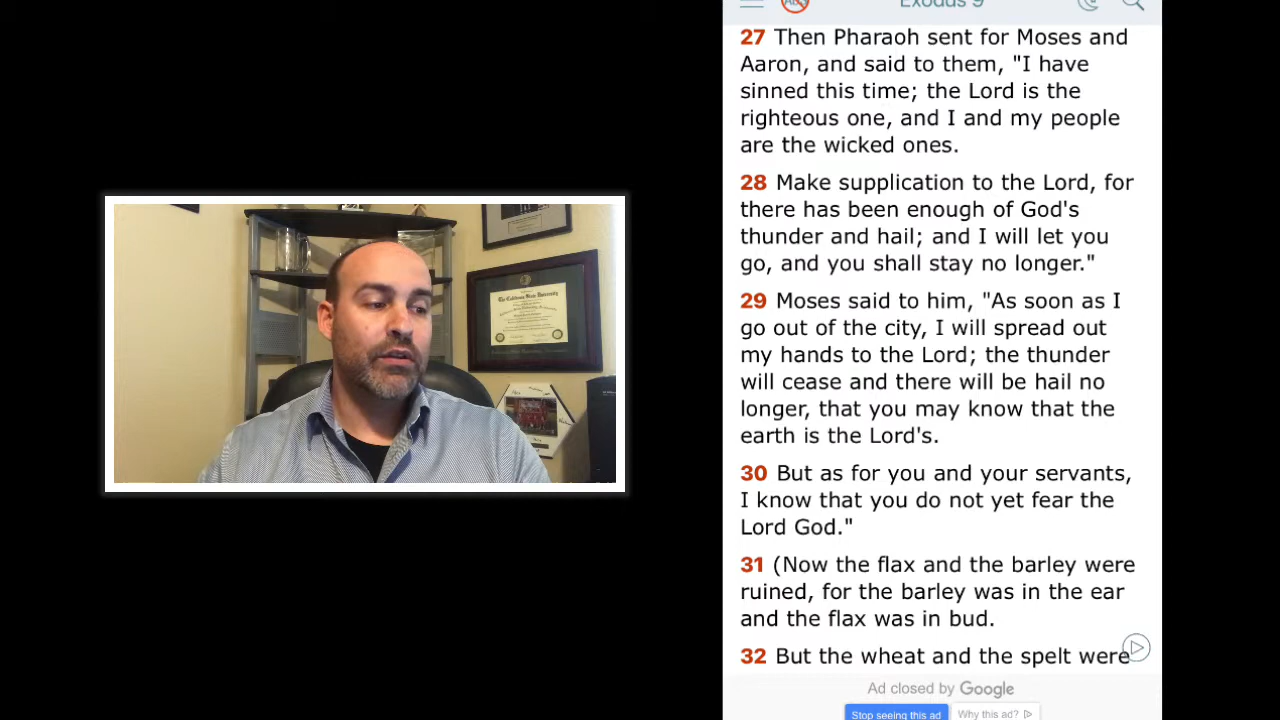 The California State University
Exodus 9
27 Then Pharaoh sent for Moses and
Aaron, and said to them, "I have
sinned this time; the Lord is the
righteous one, and I and my people
are the wicked ones.
28 Make supplication to the Lord, for
there has been enough of God's
thunder and hail; and I will let you
go, and you shall stay no longer."
29 Moses said to him, "As soon as I
go out of the city, I will spread out
my hands to the Lord; the thunder
will cease and there will be hail no
longer, that you may know that the
earth is the Lord's.
30 But as for you and your servants,
I know that you do not yet fear the
Lord God."
31 (Now the flax and the barley were
ruined, for the barley was in the ear
and the flax was in bud.
32 But the wheat and the spelt were
Ad closed by Google
Stop seeing this ad
Why this ad?